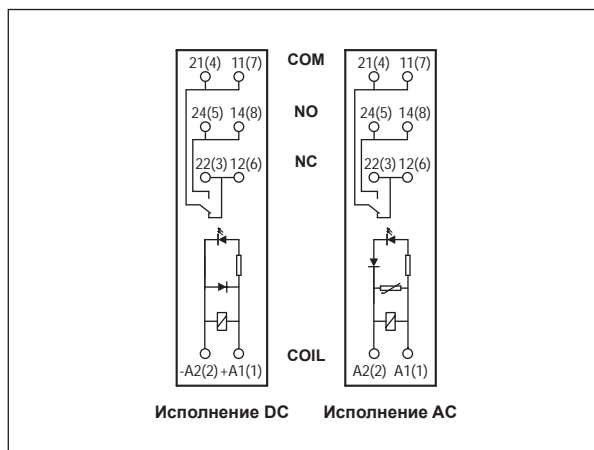 21(4) 11(7) COM 21(4) 11(7)
24(5) 14(8) NO 24(5) 14(8)
22(3) 12(6) NC 22(3) 12(6)
-A2(2) +A1(1) COIL A2(2) A1(1)
Исполнение DC Исполнение AC